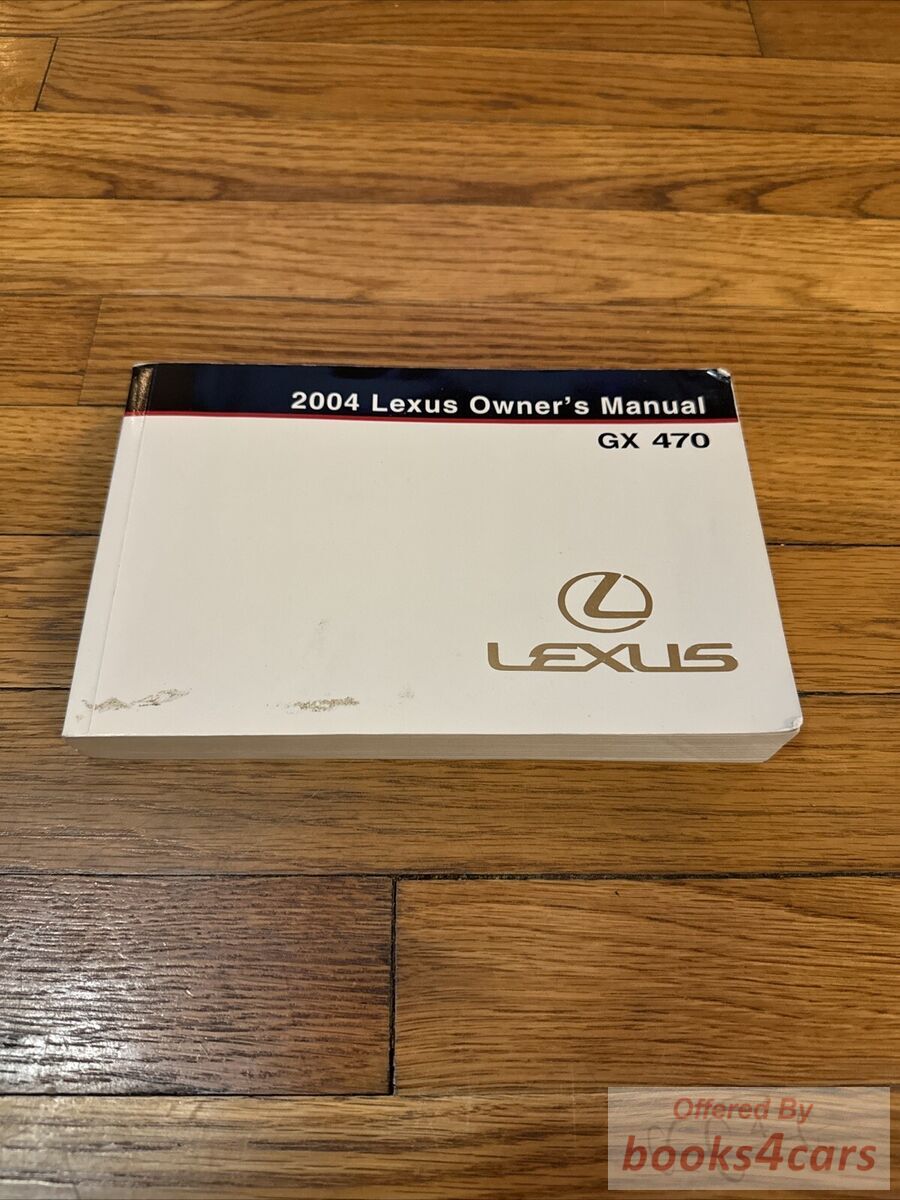 2004 Lexus Owner's Manual
GX 470
LEXUS
Offered By
books4cars